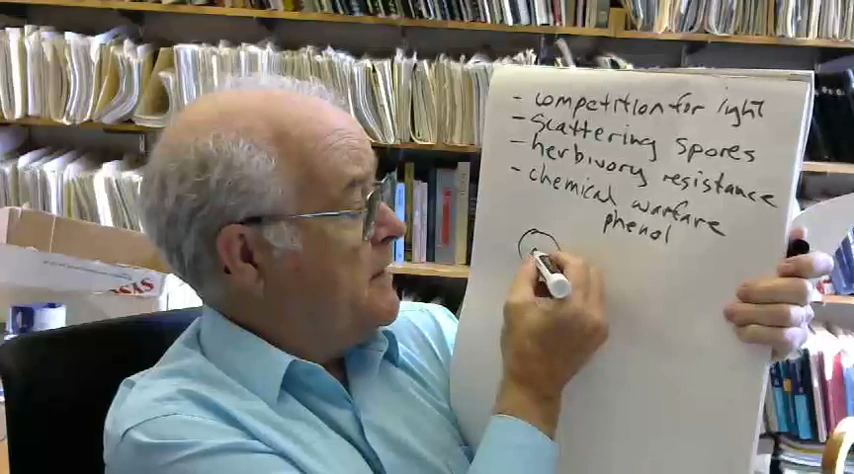 - Competition for light
- Scattering spores
- herbivory resistance
- Chemical warfare
phenol